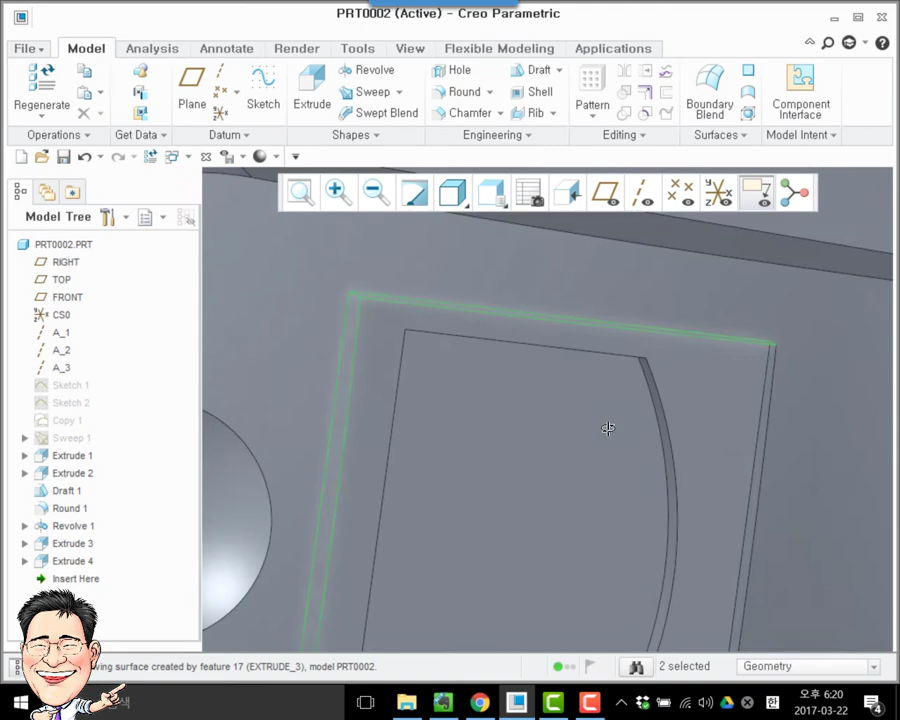 PRT0002 (Active) - Creo Parametric
File Model Analysis Annotate Render Tools View Flexible Modeling Applications
Regenerate
Plane
Sketch
Extrude
Revolve
Sweep
Swept Blend
Hole
Round
Chamfer
Draft
Shell
Rib
Pattern
Boundary
Blend
Component
Interface
Operations Get Data Datum Shapes Engineering Editing Surfaces Model Intent
Model Tree
PRT0002.PRT
RIGHT
TOP
FRONT
CS0
A_1
A_2
A_3
Sketch 1
Sketch 2
Copy 1
Sweep 1
Extrude 1
Extrude 2
Draft 1
Round 1
Revolve 1
Extrude 3
Extrude 4
Insert Here
surface created by feature 17 (EXTRUDE_3), model PRT0002.
2 selected
Geometry
한
오후 6:20
2017-03-22
4